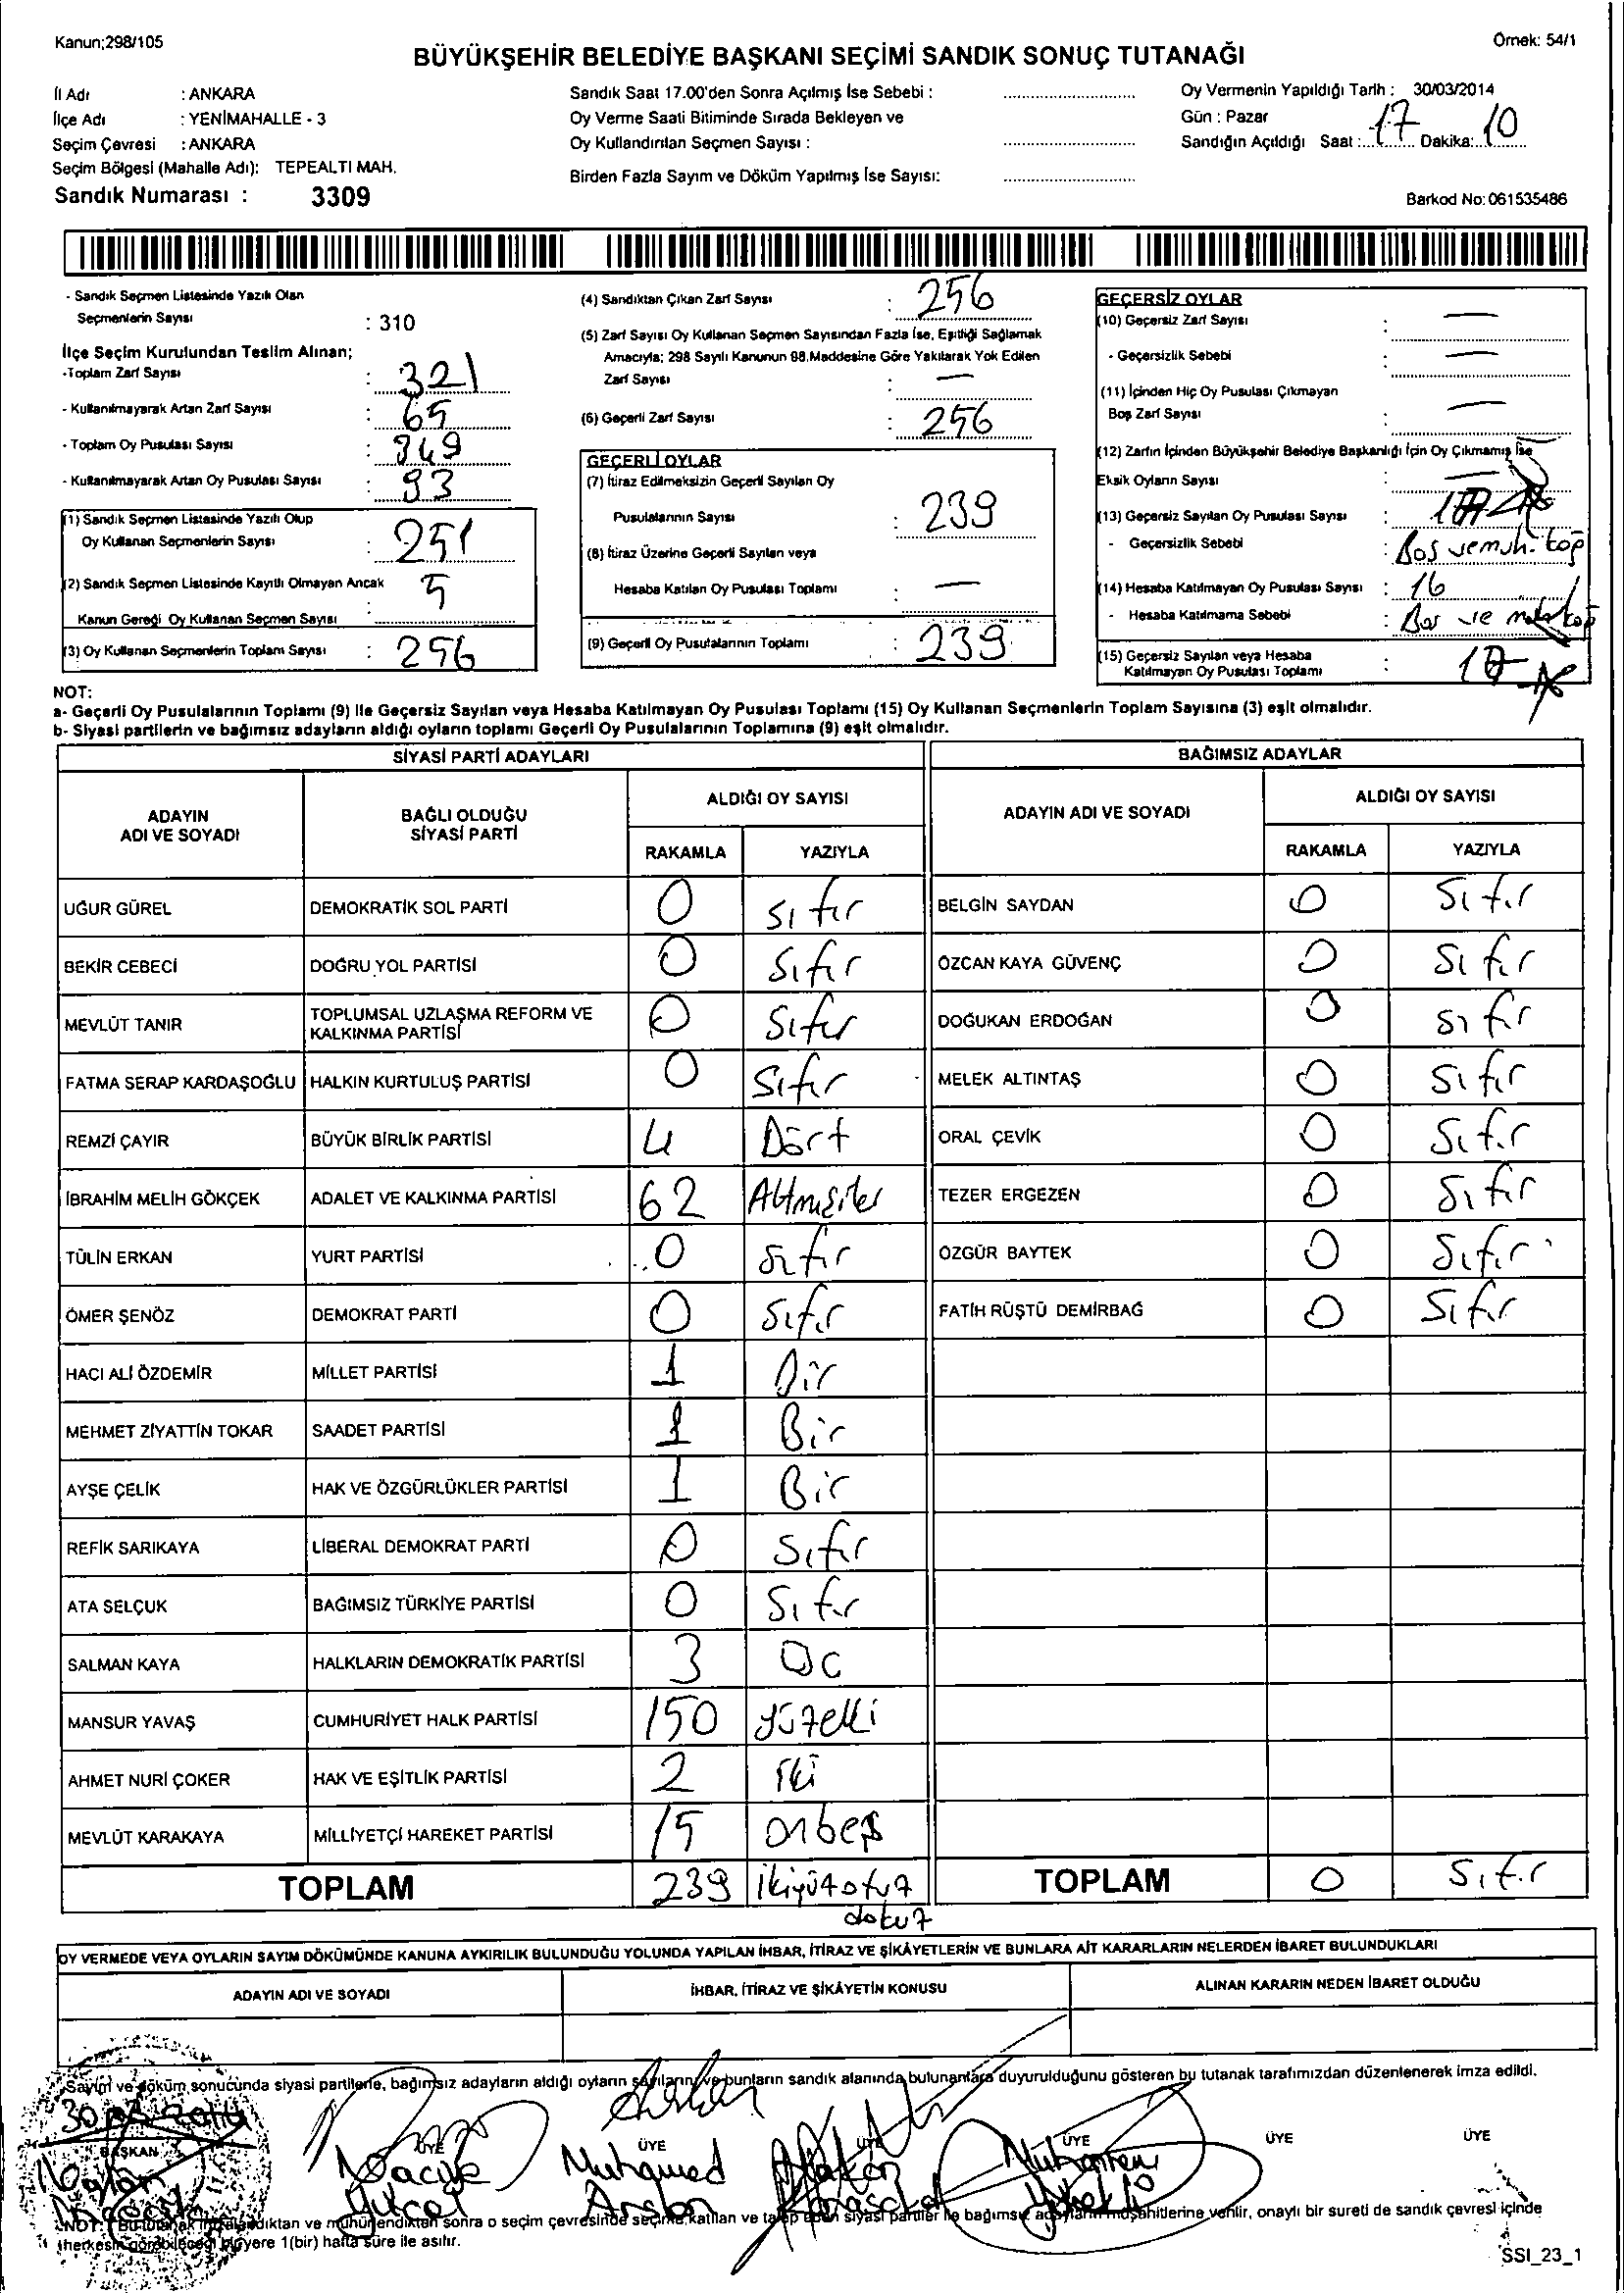 Kanun;298/105
Örnek: 54/1
BÜYÜKŞEHİR BELEDİYE BAŞKANI SEÇİMİ SANDIK SONUÇ TUTANAĞI
İl Adı : ANKARA
İlçe Adı : YENİMAHALLE - 3
Seçim Çevresi : ANKARA
Seçim Bölgesi (Mahalle Adı): TEPEALTI MAH.
Sandık Numarası : 3309
Sandık Saat 17.00'den Sonra Açılmış İse Sebebi :
Oy Verme Saati Bitiminde Sırada Bekleyen ve
Oy Kullandırılan Seçmen Sayısı :
Birden Fazla Sayım ve Döküm Yapılmış İse Sayısı:
Oy Vermenin Yapıldığı Tarih : 30/03/2014
Gün : Pazar
Sandığın Açıldığı Saat : 17 Dakika: 10
Barkod No: 061535486
- Sandık Seçmen Listesinde Yazılı Olan
Seçmenlerin Sayısı : 310
İlçe Seçim Kurulundan Teslim Alınan;
-Toplam Zarf Sayısı : 321
- Kullanılmayarak Artan Zarf Sayısı : 65
- Toplam Oy Pusulası Sayısı : 349
- Kullanılmayarak Artan Oy Pusulası Sayısı : 93
(1) Sandık Seçmen Listesinde Yazılı Olup
Oy Kullanan Seçmenlerin Sayısı : 251
(2) Sandık Seçmen Listesinde Kayıtlı Olmayan Ancak
Kanun Gereği Oy Kullanan Seçmen Sayısı : 5
(3) Oy Kullanan Seçmenlerin Toplam Sayısı : 256
(4) Sandıktan Çıkan Zarf Sayısı : 256
(5) Zarf Sayısı Oy Kullanan Seçmen Sayısından Fazla İse, Eşitliği Sağlamak
Amacıyla; 298 Sayılı Kanunun 98.Maddesine Göre Yakılarak Yok Edilen
Zarf Sayısı : —
(6) Geçerli Zarf Sayısı : 256
GEÇERLİ OYLAR
(7) İtiraz Edilmeksizin Geçerli Sayılan Oy
Pusulalarının Sayısı : 239
(8) İtiraz Üzerine Geçerli Sayılan veya
Hesaba Katılan Oy Pusulası Toplamı : —
(9) Geçerli Oy Pusulalarının Toplamı : 239
GEÇERSİZ OYLAR
(10) Geçersiz Zarf Sayısı : —
- Geçersizlik Sebebi : —
(11) İçinden Hiç Oy Pusulası Çıkmayan
Boş Zarf Sayısı : —
(12) Zarfın İçinden Büyükşehir Belediye Başkanlığı İçin Oy Çıkmamış İse
Eksik Oyların Sayısı : —
(13) Geçersiz Sayılan Oy Pusulası Sayısı :
- Geçersizlik Sebebi :
(14) Hesaba Katılmayan Oy Pusulası Sayısı : 16
- Hesaba Katılmama Sebebi :
(15) Geçersiz Sayılan veya Hesaba
Katılmayan Oy Pusulası Toplamı :
NOT:
a- Geçerli Oy Pusulalarının Toplamı (9) ile Geçersiz Sayılan veya Hesaba Katılmayan Oy Pusulası Toplamı (15) Oy Kullanan Seçmenlerin Toplam Sayısına (3) eşit olmalıdır.
b- Siyasi partilerin ve bağımsız adayların aldığı oyların toplamı Geçerli Oy Pusulalarının Toplamına (9) eşit olmalıdır.
SİYASİ PARTİ ADAYLARI
BAĞIMSIZ ADAYLAR
ADAYIN ADI VE SOYADI
BAĞLI OLDUĞU SİYASİ PARTİ
ALDIĞI OY SAYISI
RAKAMLA YAZIYLA
ADAYIN ADI VE SOYADI
ALDIĞI OY SAYISI
RAKAMLA YAZIYLA
UĞUR GÜREL DEMOKRATİK SOL PARTİ 0 Sıfır BELGİN SAYDAN 0 Sıfır
BEKİR CEBECİ DOĞRU YOL PARTİSİ 0 Sıfır ÖZCAN KAYA GÜVENÇ 0 Sıfır
MEVLÜT TANIR TOPLUMSAL UZLAŞMA REFORM VE KALKINMA PARTİSİ 0 Sıfır DOĞUKAN ERDOĞAN 0 Sıfır
FATMA SERAP KARDAŞOĞLU HALKIN KURTULUŞ PARTİSİ 0 Sıfır MELEK ALTINTAŞ 0 Sıfır
REMZİ ÇAYIR BÜYÜK BİRLİK PARTİSİ 4 Dört ORAL ÇEVİK 0 Sıfır
İBRAHİM MELİH GÖKÇEK ADALET VE KALKINMA PARTİSİ 62 Altmışiki TEZER ERGEZEN 0 Sıfır
TÜLİN ERKAN YURT PARTİSİ 0 Sıfır ÖZGÜR BAYTEK 0 Sıfır
ÖMER ŞENÖZ DEMOKRAT PARTİ 0 Sıfır FATİH RÜŞTÜ DEMİRBAĞ 0 Sıfır
HACI ALİ ÖZDEMİR MİLLET PARTİSİ 1 Bir
MEHMET ZİYATTİN TOKAR SAADET PARTİSİ 1 Bir
AYŞE ÇELİK HAK VE ÖZGÜRLÜKLER PARTİSİ 1 Bir
REFİK SARIKAYA LİBERAL DEMOKRAT PARTİ 0 Sıfır
ATA SELÇUK BAĞIMSIZ TÜRKİYE PARTİSİ 0 Sıfır
SALMAN KAYA HALKLARIN DEMOKRATİK PARTİSİ 3 Üç
MANSUR YAVAŞ CUMHURİYET HALK PARTİSİ 150 yüzelli
AHMET NURİ ÇOKER HAK VE EŞİTLİK PARTİSİ 2 İki
MEVLÜT KARAKAYA MİLLİYETÇİ HAREKET PARTİSİ 15 onbeş
TOPLAM 239 ikiyüzotuz dokuz TOPLAM 0 Sıfır
OY VERMEDE VEYA OYLARIN SAYIM DÖKÜMÜNDE KANUNA AYKIRILIK BULUNDUĞU YOLUNDA YAPILAN İHBAR, İTİRAZ VE ŞİKÂYETLERİN VE BUNLARA AİT KARARLARIN NELERDEN İBARET BULUNDUKLARI
ADAYIN ADI VE SOYADI
İHBAR, İTİRAZ VE ŞİKÂYETİN KONUSU
ALINAN KARARIN NEDEN İBARET OLDUĞU
Sayım ve döküm sonucunda siyasi partilerle, bağımsız adayların aldığı oyların sayılarını ve bunların sandık alanında bulunanlara duyurulduğunu gösteren bu tutanak tarafımızdan düzenlenerek imza edildi.
BAŞKAN ÜYE ÜYE ÜYE ÜYE ÜYE ÜYE
Muhamed Arslan
NOT: Bu tutanak imzalandıktan ve mühürlendikten sonra o seçim çevresinde seçime katılan ve talep eden siyasi partiler ile bağımsız adayların müşahitlerine verilir, onaylı bir sureti de sandık çevresi içinde
herkesin görebileceği bir yere 1(bir) hafta süre ile asılır.
SSI_23_1